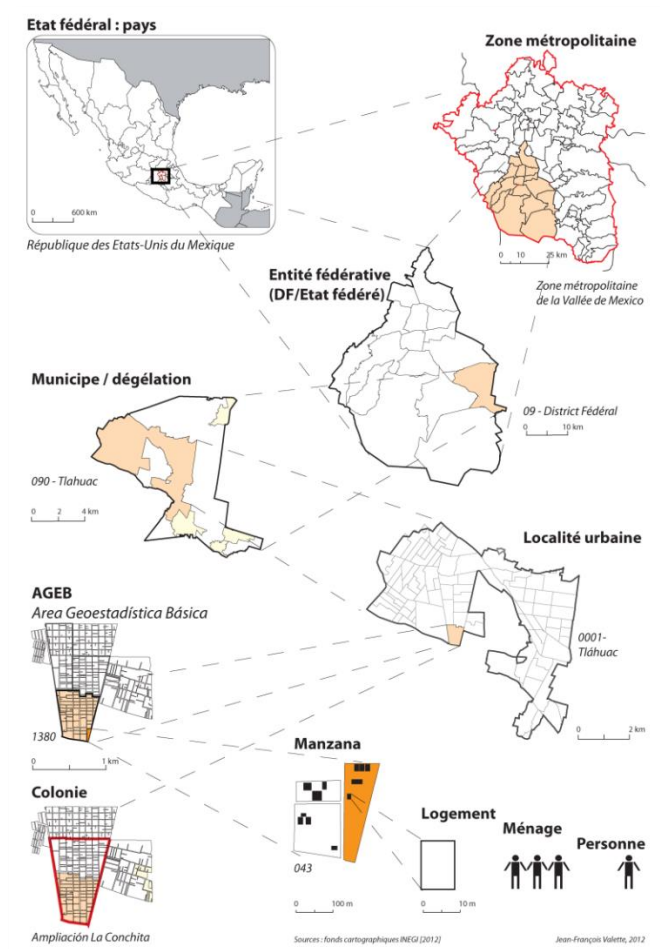 Etat fédéral : pays
0 600 km
République des Etats-Unis du Mexique
Zone métropolitaine
0 10 25 km
Zone métropolitaine
de la Vallée de Mexico
Entité fédérative
(DF/Etat fédéré)
09 - District Fédéral
0 10 km
Municipe / dégélation
090 - Tlahuac
0 2 4 km
Localité urbaine
0001-
Tláhuac
0 2 km
AGEB
Area Geoestadística Básica
1380
0 1 km
Colonie
Ampliación La Conchita
Manzana
043
0 100 m
Logement
0 10 m
Ménage
Personne
Sources : fonds cartographiques INEGI [2012]
Jean-François Valette, 2012